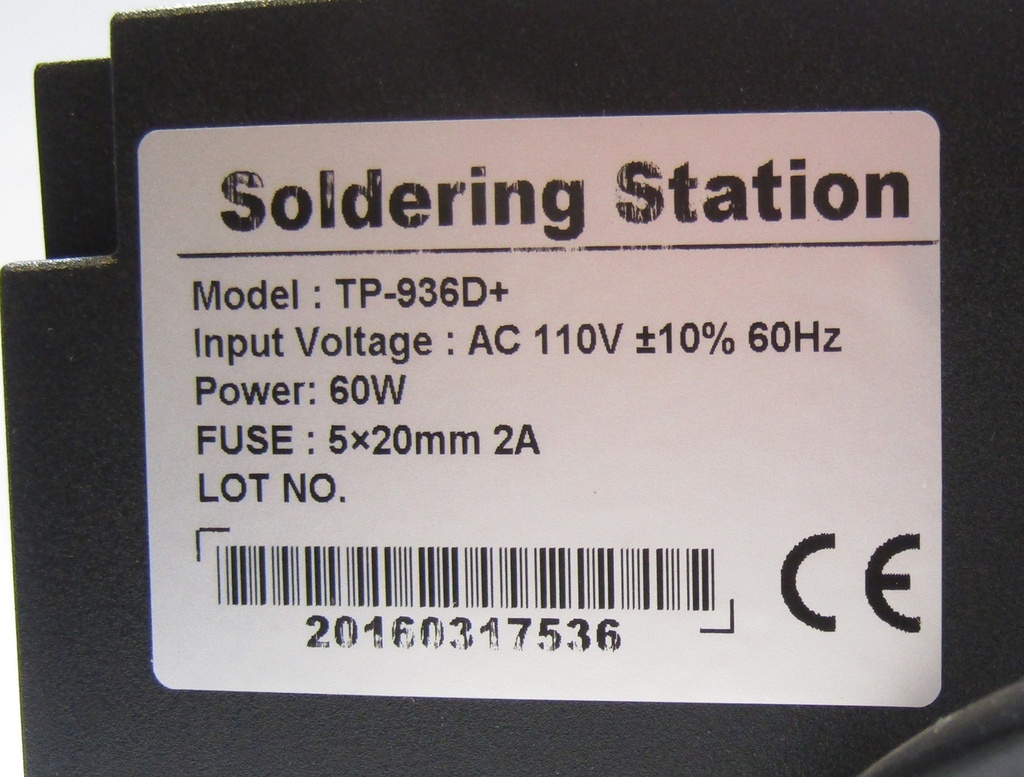 Soldering Station
Model : TP-936D+
Input Voltage : AC 110V ±10% 60Hz
Power: 60W
FUSE : 5×20mm 2A
LOT NO.
20160317536
CE